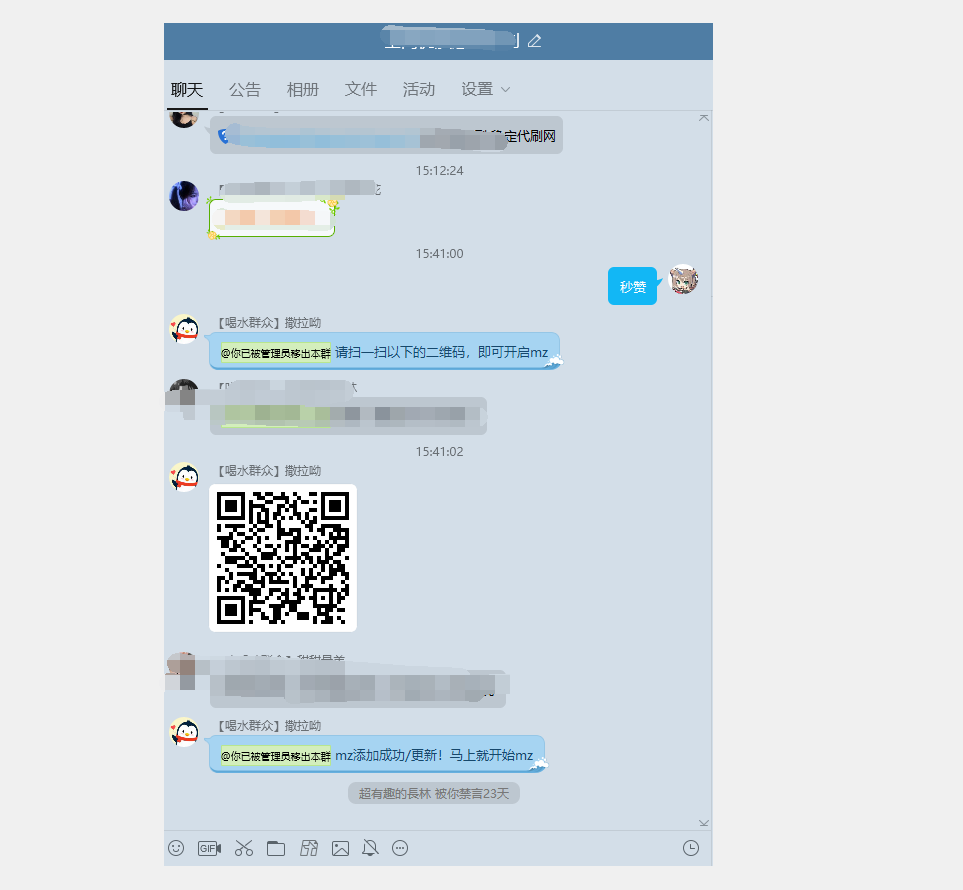 聊天 公告 相册 文件 活动 设置
定代刷网
15:12:24
15:41:00
秒赞
【喝水群众】撒拉呦
@你已被管理员移出本群 请扫一扫以下的二维码，即可开启mz
15:41:02
【喝水群众】撒拉呦
【喝水群众】撒拉呦
@你已被管理员移出本群 mz添加成功/更新！马上就开始mz
超有趣的長林 被你禁言23天
GIF